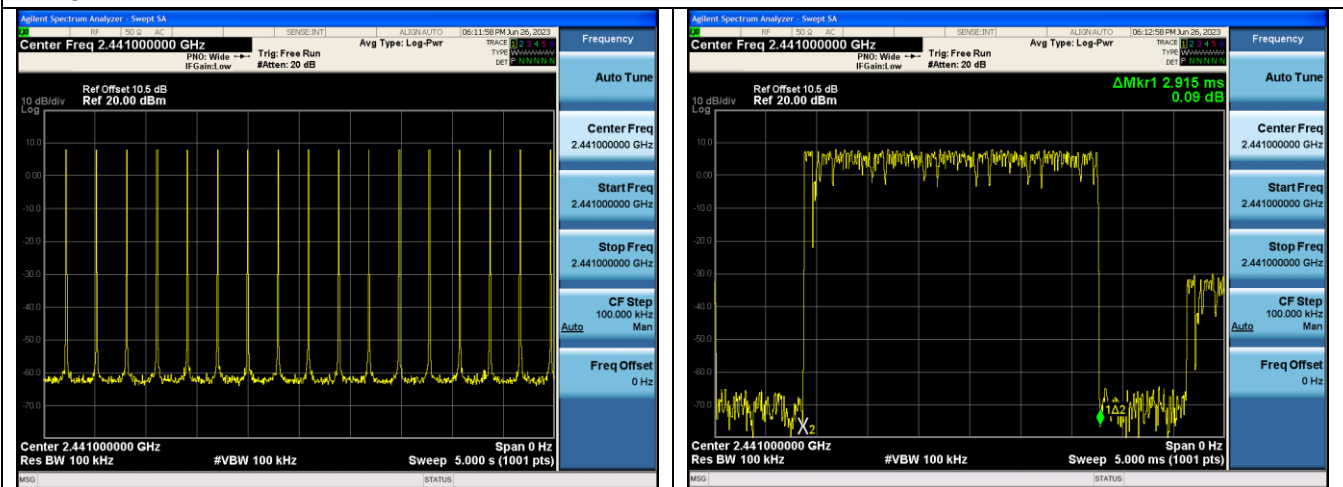 Agilent Spectrum Analyzer - Swept SA
RF 50 Ω AC SENSE:INT ALIGN AUTO 06:11:58 PM Jun 26, 2023
Center Freq 2.441000000 GHz
PNO: Wide
IFGain:Low
Trig: Free Run
#Atten: 20 dB
Avg Type: Log-Pwr
TRACE 1 2 3 4 5 6
TYPE
DET P N N N N N
Ref Offset 10.5 dB
10 dB/div Ref 20.00 dBm
Log
10.0
0.00
-10.0
-20.0
-30.0
-40.0
-50.0
-60.0
-70.0
Center 2.441000000 GHz Span 0 Hz
Res BW 100 kHz #VBW 100 kHz Sweep 5.000 s (1001 pts)
MSG STATUS
Frequency
Auto Tune
Center Freq
2.441000000 GHz
Start Freq
2.441000000 GHz
Stop Freq
2.441000000 GHz
CF Step
100.000 kHz
Auto Man
Freq Offset
0 Hz
Agilent Spectrum Analyzer - Swept SA
RF 50 Ω AC SENSE:INT ALIGN AUTO 06:12:58 PM Jun 26, 2023
Center Freq 2.441000000 GHz
PNO: Wide
IFGain:Low
Trig: Free Run
#Atten: 20 dB
Avg Type: Log-Pwr
TRACE 1 2 3 4 5 6
TYPE
DET P N N N N N
ΔMkr1 2.915 ms
0.09 dB
Ref Offset 10.5 dB
10 dB/div Ref 20.00 dBm
Log
10.0
0.00
-10.0
-20.0
-30.0
-40.0
-50.0
-60.0
-70.0
X2
1Δ2
Center 2.441000000 GHz Span 0 Hz
Res BW 100 kHz #VBW 100 kHz Sweep 5.000 ms (1001 pts)
MSG STATUS
Frequency
Auto Tune
Center Freq
2.441000000 GHz
Start Freq
2.441000000 GHz
Stop Freq
2.441000000 GHz
CF Step
100.000 kHz
Auto Man
Freq Offset
0 Hz